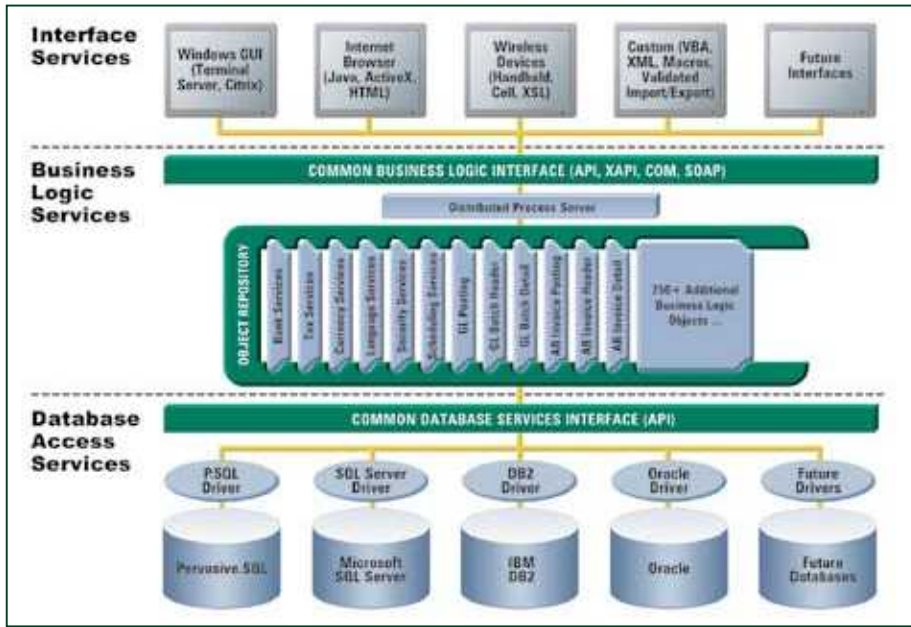 Interface
Services
Windows GUI
(Terminal
Server, Citrix)
Internet
Browser
(Java, ActiveX,
HTML)
Wireless
Devices
(Handheld,
Cell, XSL)
Custom (VBA,
XML, Macros,
Validated
Import/Export)
Future
Interfaces
Business
Logic
Services
COMMON BUSINESS LOGIC INTERFACE (API, XAPI, COM, SOAP)
Distributed Process Server
OBJECT REPOSITORY
Bank Services
Tax Services
Currency Services
Language Services
Security Services
Scheduling Services
GL Posting
GL Batch Header
GL Batch Detail
AR Invoice Posting
AR Invoice Header
AR Invoice Detail
750+ Additional
Business Logic
Objects ...
Database
Access
Services
COMMON DATABASE SERVICES INTERFACE (API)
P.SQL
Driver
SQL Server
Driver
DB2
Driver
Oracle
Driver
Future
Drivers
Pervasive.SQL
Microsoft
SQL Server
IBM
DB2
Oracle
Future
Databases